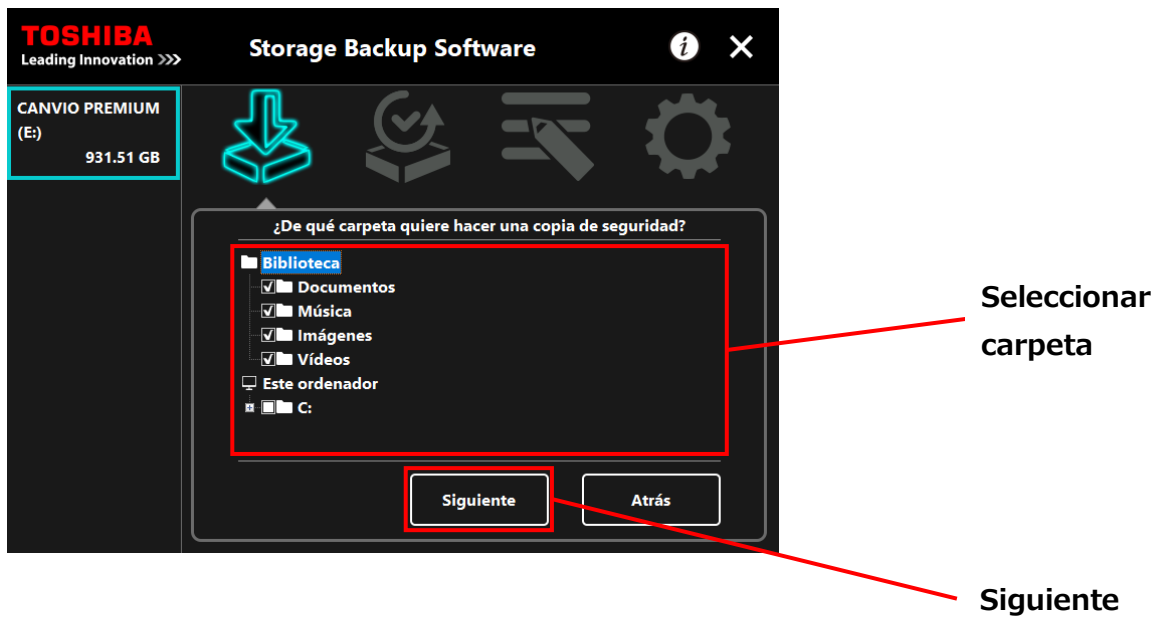 TOSHIBA
Leading Innovation >>>
Storage Backup Software
i
CANVIO PREMIUM
(E:)
931.51 GB
¿De qué carpeta quiere hacer una copia de seguridad?
Biblioteca
Documentos
Música
Imágenes
Vídeos
Este ordenador
C:
Siguiente
Atrás
Seleccionar
carpeta
Siguiente